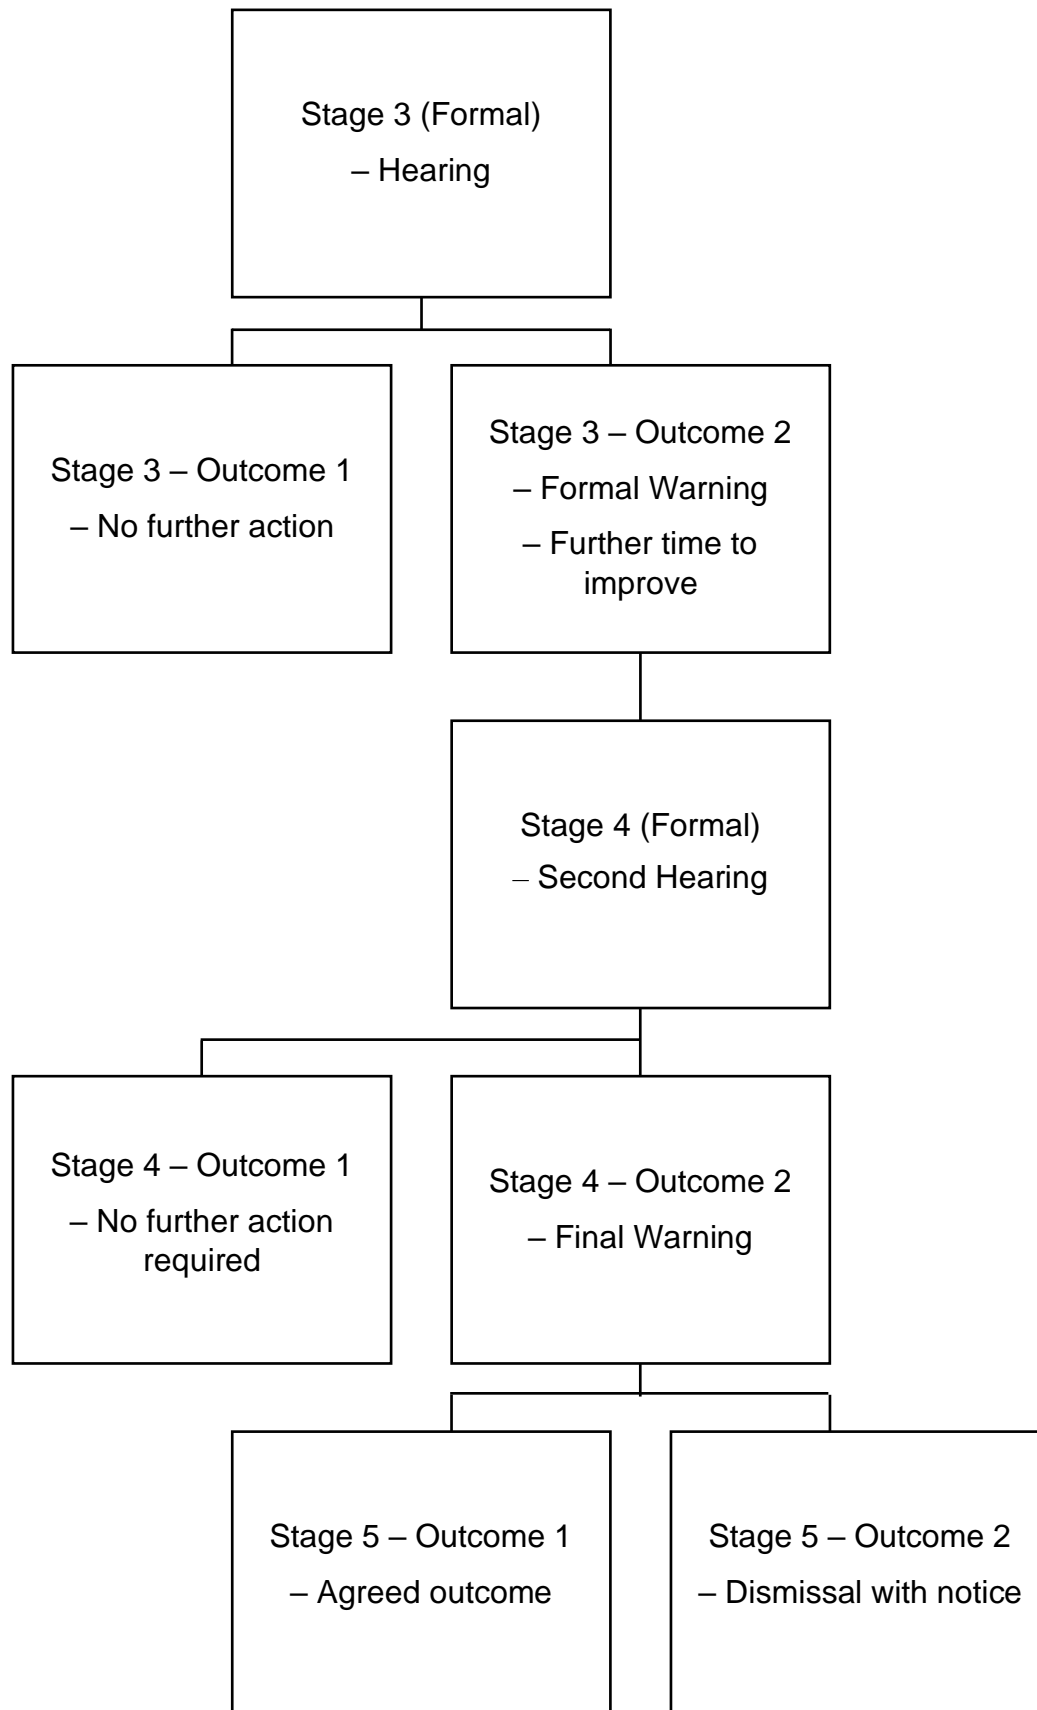 Stage 3 (Formal)
– Hearing
Stage 3 – Outcome 1
– No further action
Stage 3 – Outcome 2
– Formal Warning
– Further time to
improve
Stage 4 (Formal)
– Second Hearing
Stage 4 – Outcome 1
– No further action
required
Stage 4 – Outcome 2
– Final Warning
Stage 5 – Outcome 1
– Agreed outcome
Stage 5 – Outcome 2
– Dismissal with notice